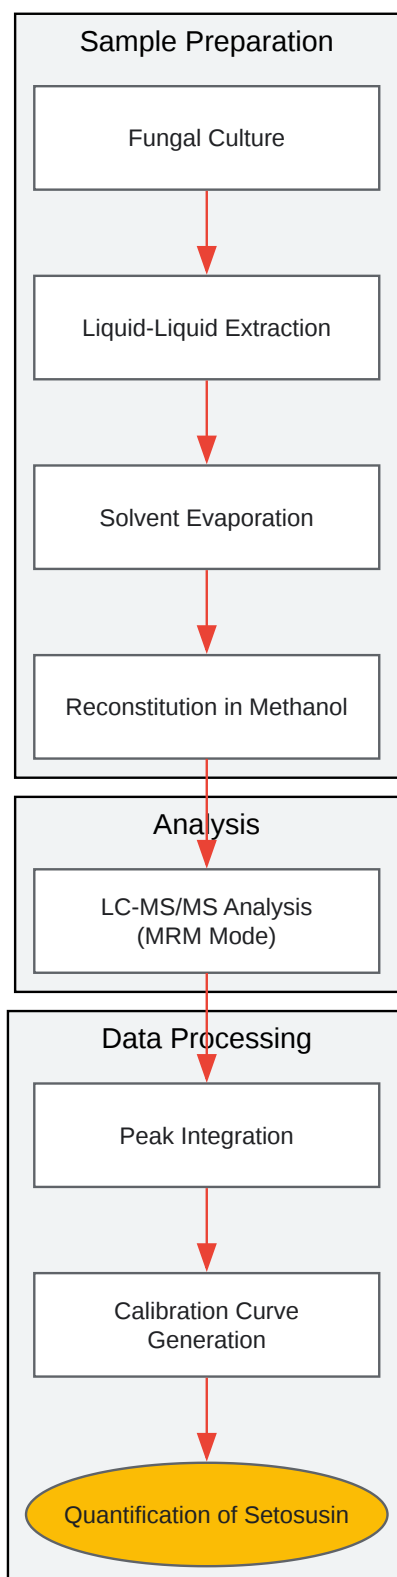 Sample Preparation
Fungal Culture
Liquid-Liquid Extraction
Solvent Evaporation
Reconstitution in Methanol
Analysis
LC-MS/MS Analysis
(MRM Mode)
Data Processing
Peak Integration
Calibration Curve
Generation
Quantification of Setosusin